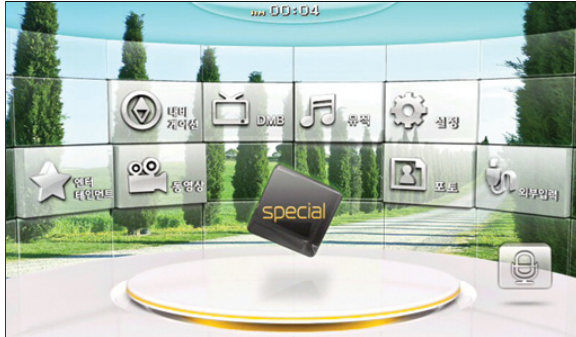 AM 00:04
내비
게이션
DMB
뮤직
설정
엔터
테인먼트
동영상
포토
외부입력
special